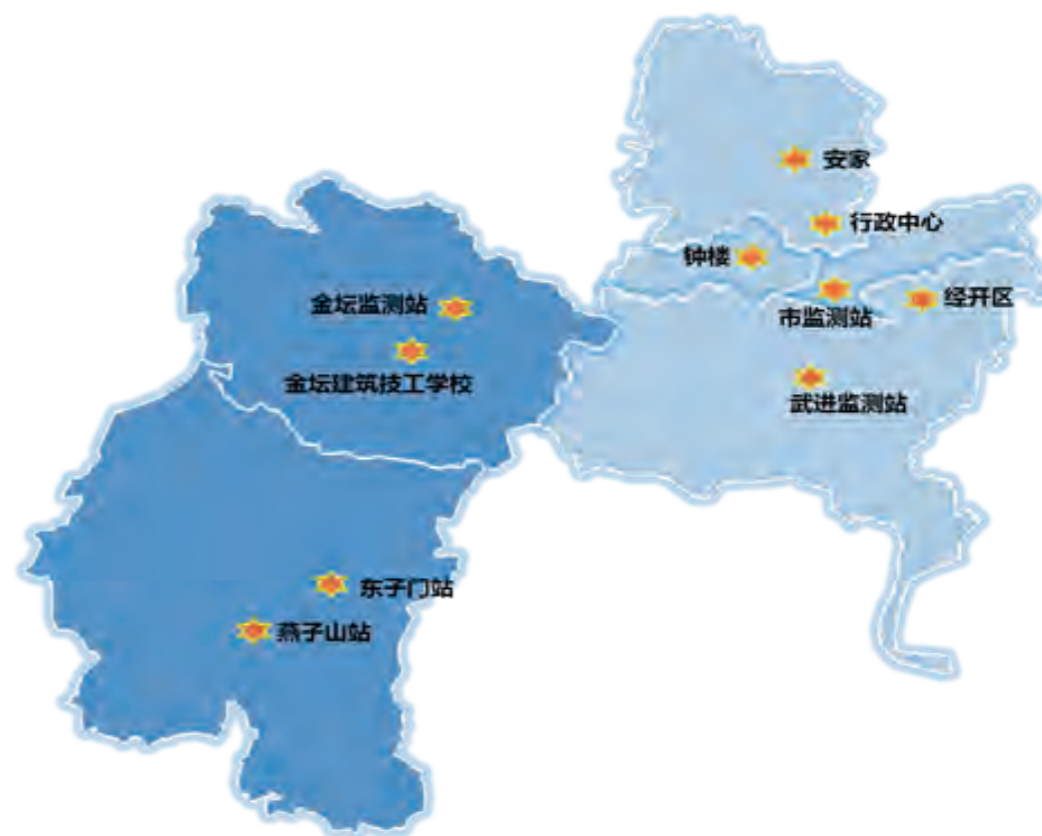 安家
行政中心
钟楼
经开区
金坛监测站
市监测站
金坛建筑技工学校
武进监测站
东子门站
燕子山站